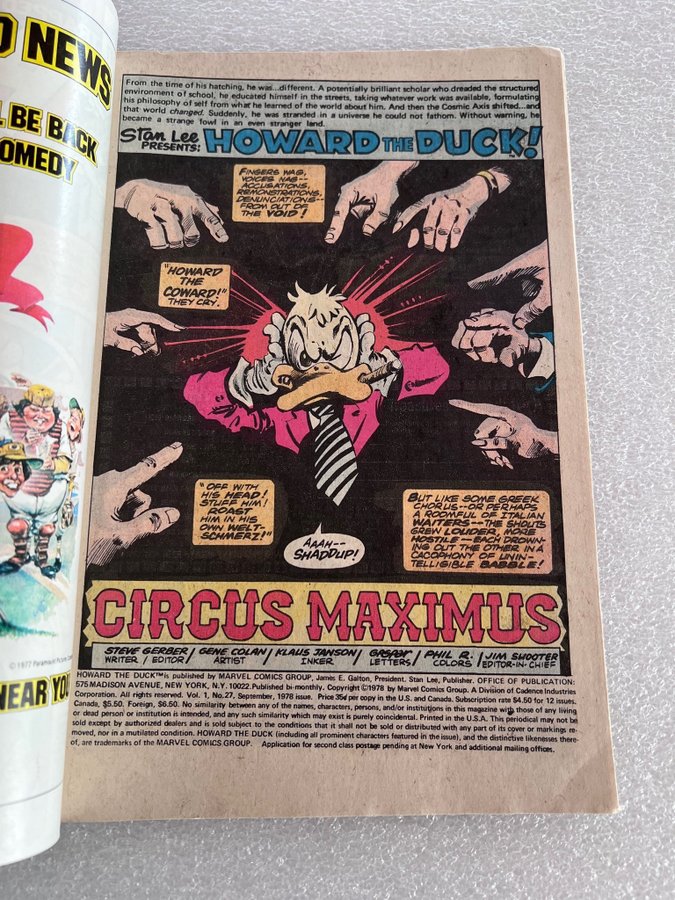 NEWS
BE BACK
OMEDY
© 1977 Paramount Pictur
NEAR YOU
From the time of his hatching, he was...different. A potentially brilliant scholar who dreaded the structured
environment of school, he educated himself in the streets, taking whatever work was available, formulating
his philosophy of self from what he learned of the world about him. And then the Cosmic Axis shifted...and
that world changed. Suddenly, he was stranded in a universe he could not fathom. Without warning, he
became a strange fowl in an even stranger land.
Stan Lee
PRESENTS:
HOWARD THE DUCK!
FINGERS WAG,
VOICES NAG--
ACCUSATIONS,
REMONSTRATIONS,
DENUNCIATIONS--
FROM OUT OF
THE VOID!
"HOWARD
THE
COWARD!"
THEY CRY.
"OFF WITH
HIS HEAD!
STUFF HIM!
ROAST
HIM IN HIS
OWN WELT-
SCHMERZ!"
AAAH--
SHADDUP!
BUT LIKE SOME GREEK
CHORUS--OR PERHAPS
A ROOMFUL OF ITALIAN
WAITERS--THE SHOUTS
GREW LOUDER, MORE
HOSTILE--EACH DROWN-
ING OUT THE OTHER IN A
CACOPHONY OF UNIN-
TELLIGIBLE BABBLE!
CIRCUS MAXIMUS
STEVE GERBER / GENE COLAN / KLAUS JANSON / GASPAR / PHIL R. / JIM SHOOTER
WRITER / EDITOR ARTIST INKER LETTERS COLORS EDITOR-IN-CHIEF
HOWARD THE DUCK™ is published by MARVEL COMICS GROUP, James E. Galton, President. Stan Lee, Publisher. OFFICE OF PUBLICATION:
575 MADISON AVENUE, NEW YORK, N.Y. 10022. Published bi-monthly. Copyright ©1978 by Marvel Comics Group. A Division of Cadence Industries
Corporation. All rights reserved. Vol. 1, No. 27, September, 1978 issue. Price 35¢ per copy in the U.S. and Canada. Subscription rate $4.50 for 12 issues.
Canada, $5.50. Foreign, $6.50. No similarity between any of the names, characters, persons, and/or institutions in this magazine with those of any living
or dead person or institution is intended, and any such similarity which may exist is purely coincidental. Printed in the U.S.A. This periodical may not be
sold except by authorized dealers and is sold subject to the conditions that it shall not be sold or distributed with any part of its cover or markings re-
moved, nor in a mutilated condition. HOWARD THE DUCK (including all prominent characters featured in the issue), and the distinctive likenesses there-
of, are trademarks of the MARVEL COMICS GROUP. Application for second class postage pending at New York and additional mailing offices.